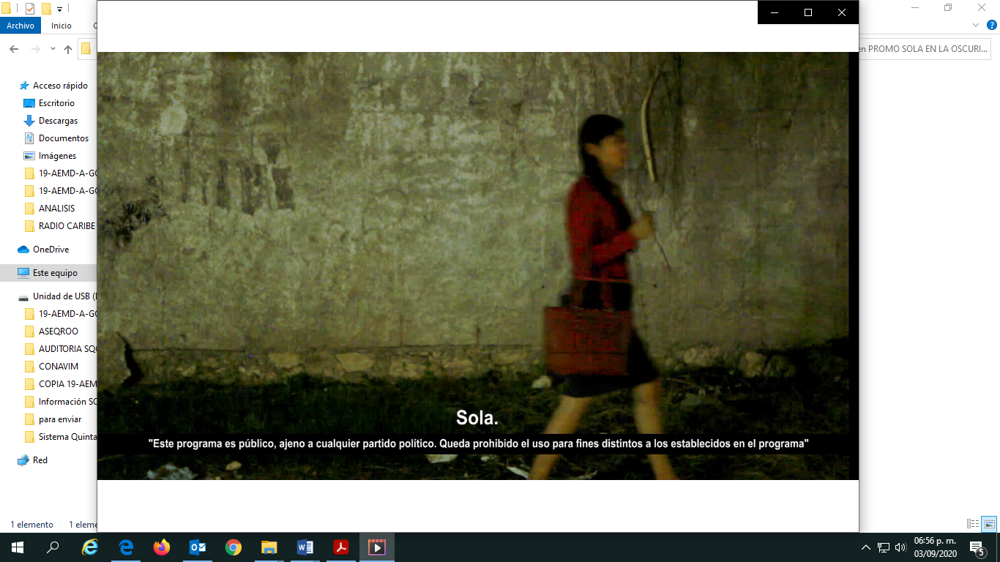 Archivo
Inicio
en PROMO SOLA EN LA OSCURI...
Acceso rápido
Escritorio
Descargas
Documentos
Imágenes
19-AEMD-A-GO
19-AEMD-A-GO
ANALISIS
RADIO CARIBE
OneDrive
Este equipo
Unidad de USB (
19-AEMD-A-GO
ASEQROO
AUDITORIA SQ
CONAVIM
COPIA 19-AEM
Información SC
para enviar
Sistema Quinta
Red
Sola.
"Este programa es público, ajeno a cualquier partido político. Queda prohibido el uso para fines distintos a los establecidos en el programa"
1 elemento 1 eleme
06:56 p. m.
03/09/2020
5